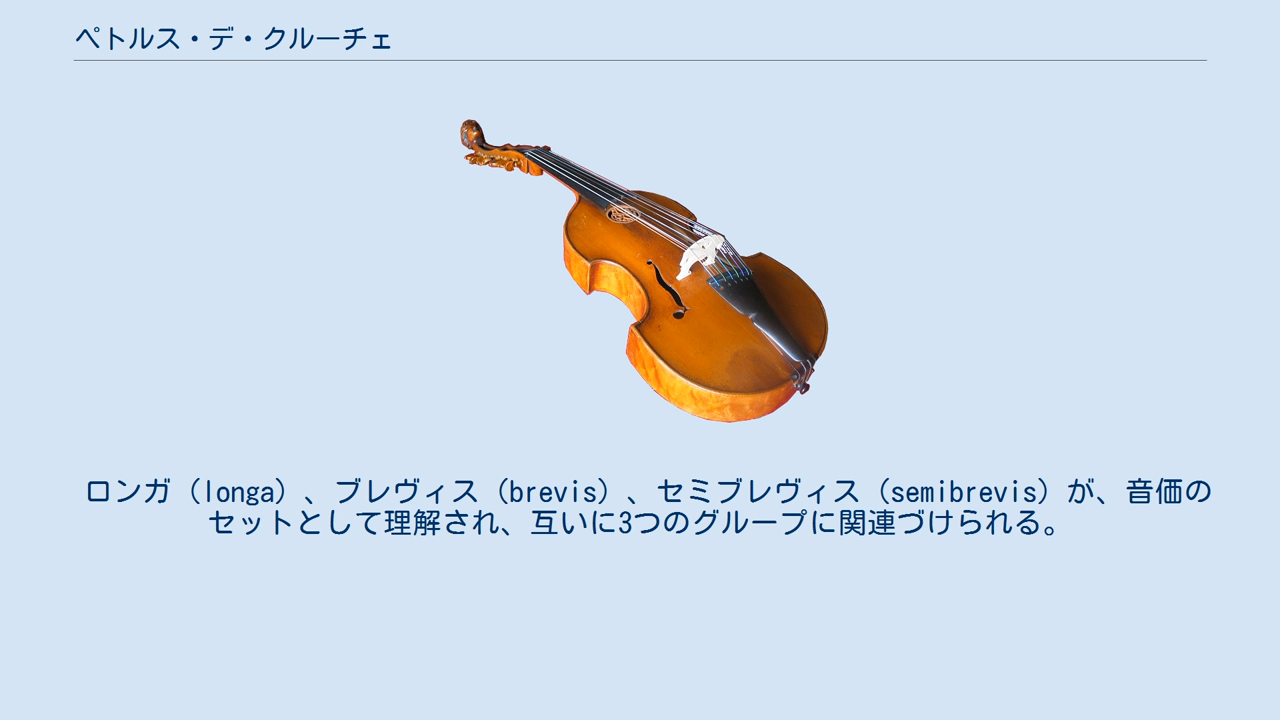 ペトルス・デ・クルーチェ
ロンガ（longa）、ブレヴィス（brevis）、セミブレヴィス（semibrevis）が、音価の
セットとして理解され、互いに3つのグループに関連づけられる。